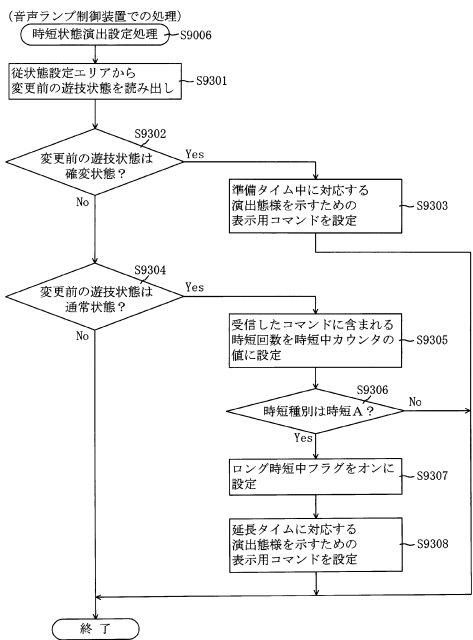 (音声ランプ制御装置での処理)
時短状態演出設定処理
S9006
従状態設定エリアから
変更前の遊技状態を読み出し
S9301
S9302
変更前の遊技状態は
確変状態?
Yes
No
準備タイム中に対応する
演出態様を示すための
表示用コマンドを設定
S9303
S9304
変更前の遊技状態は
通常状態?
Yes
No
受信したコマンドに含まれる
時短回数を時短中カウンタの
値に設定
S9305
S9306
時短種別は時短A?
No
Yes
ロング時短中フラグをオンに
設定
S9307
延長タイムに対応する
演出態様を示すための
表示用コマンドを設定
S9308
終了